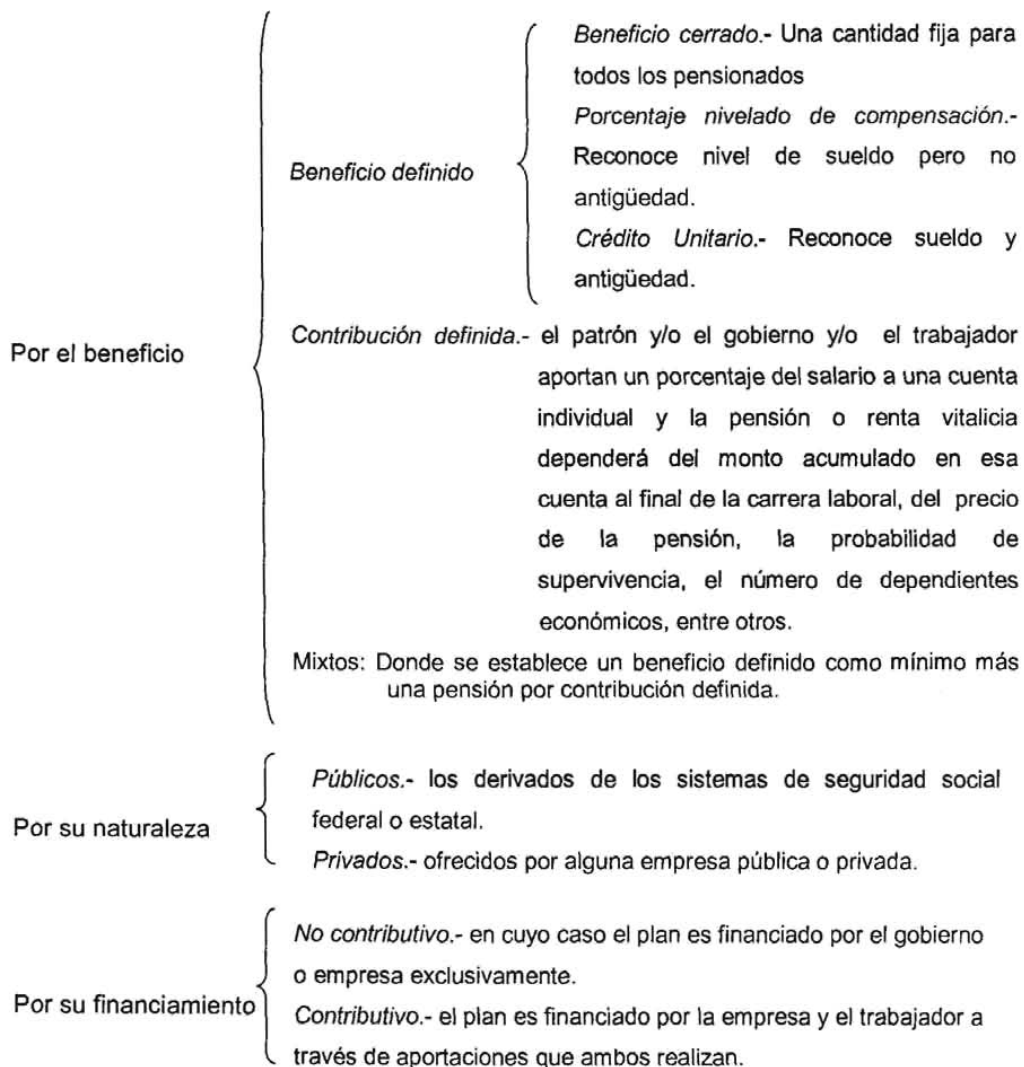 Beneficio cerrado.- Una cantidad fija para
todos los pensionados
Porcentaje nivelado de compensación.-
Reconoce nivel de sueldo pero no
antigüedad.
Crédito Unitario.- Reconoce sueldo y
antigüedad.
Beneficio definido
Por el beneficio
Contribución definida.- el patrón y/o el gobierno y/o el trabajador
aportan un porcentaje del salario a una cuenta
individual y la pensión o renta vitalicia
dependerá del monto acumulado en esa
cuenta al final de la carrera laboral, del precio
de la pensión, la probabilidad de
supervivencia, el número de dependientes
económicos, entre otros.
Mixtos: Donde se establece un beneficio definido como mínimo más
una pensión por contribución definida.
Por su naturaleza
Públicos.- los derivados de los sistemas de seguridad social
federal o estatal.
Privados.- ofrecidos por alguna empresa pública o privada.
Por su financiamiento
No contributivo.- en cuyo caso el plan es financiado por el gobierno
o empresa exclusivamente.
Contributivo.- el plan es financiado por la empresa y el trabajador a
través de aportaciones que ambos realizan.